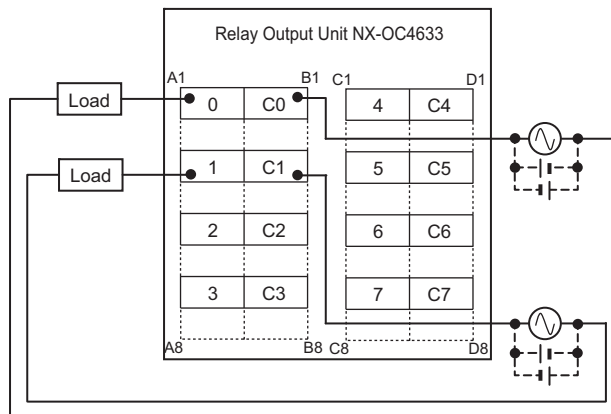 Relay Output Unit NX-OC4633
A1 B1 C1 D1
Load 0 C0 4 C4
Load 1 C1 5 C5
2 C2 6 C6
3 C3 7 C7
A8 B8 C8 D8